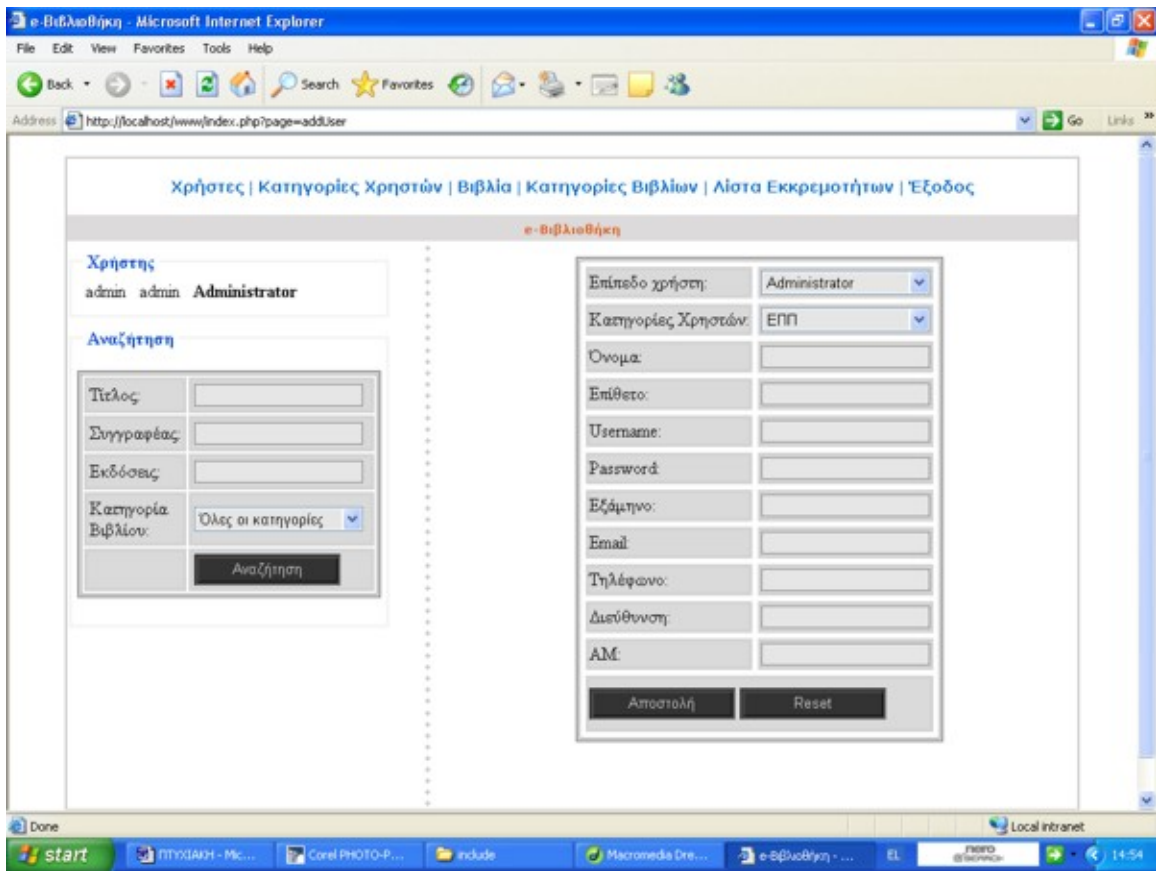 e-Βιβλιοθήκη - Microsoft Internet Explorer
File Edit View Favorites Tools Help
Back Search Favorites
Address http://localhost/www/index.php?page=addUser Go Links
Χρήστες | Κατηγορίες Χρηστών | Βιβλία | Κατηγορίες Βιβλίων | Λίστα Εκκρεμοτήτων | Έξοδος
e-Βιβλιοθήκη
Χρήστης
admin admin Administrator
Αναζήτηση
Τίτλος:
Συγγραφέας:
Εκδόσεις:
Κατηγορία
Βιβλίου:
Όλες οι κατηγορίες
Αναζήτηση
Επίπεδο χρήστη: Administrator
Κατηγορίες Χρηστών: ΕΠΠ
Όνομα:
Επίθετο:
Username:
Password:
Εξάμηνο:
Email:
Τηλέφωνο:
Διεύθυνση:
ΑΜ:
Αποστολή Reset
Done Local intranet
start ΠΤΥΧΙΑΚΗ - Mic... Corel PHOTO-P... include Macromedia Dre... e-Βιβλιοθήκη - ... EL nero 14:54